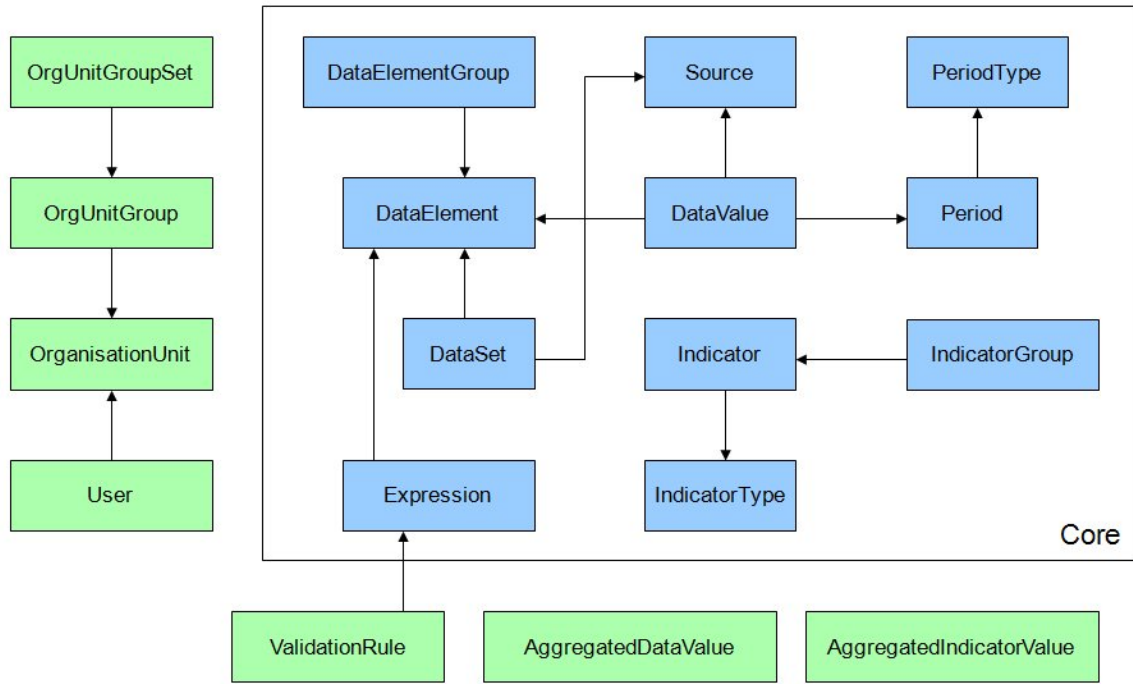 OrgUnitGroupSet
DataElementGroup
Source
PeriodType
OrgUnitGroup
DataElement
DataValue
Period
OrganisationUnit
DataSet
Indicator
IndicatorGroup
User
Expression
IndicatorType
Core
ValidationRule
AggregatedDataValue
AggregatedIndicatorValue